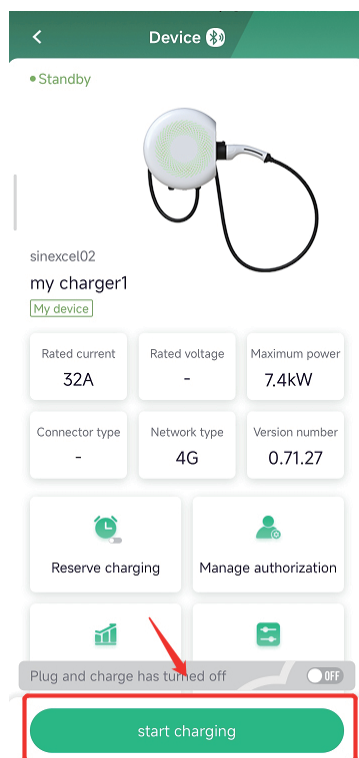 Device
Standby
sinexcel02
my charger1
My device
Rated current
32A
Rated voltage
-
Maximum power
7.4kW
Connector type
-
Network type
4G
Version number
0.71.27
Reserve charging
Manage authorization
Plug and charge has turned off
OFF
start charging